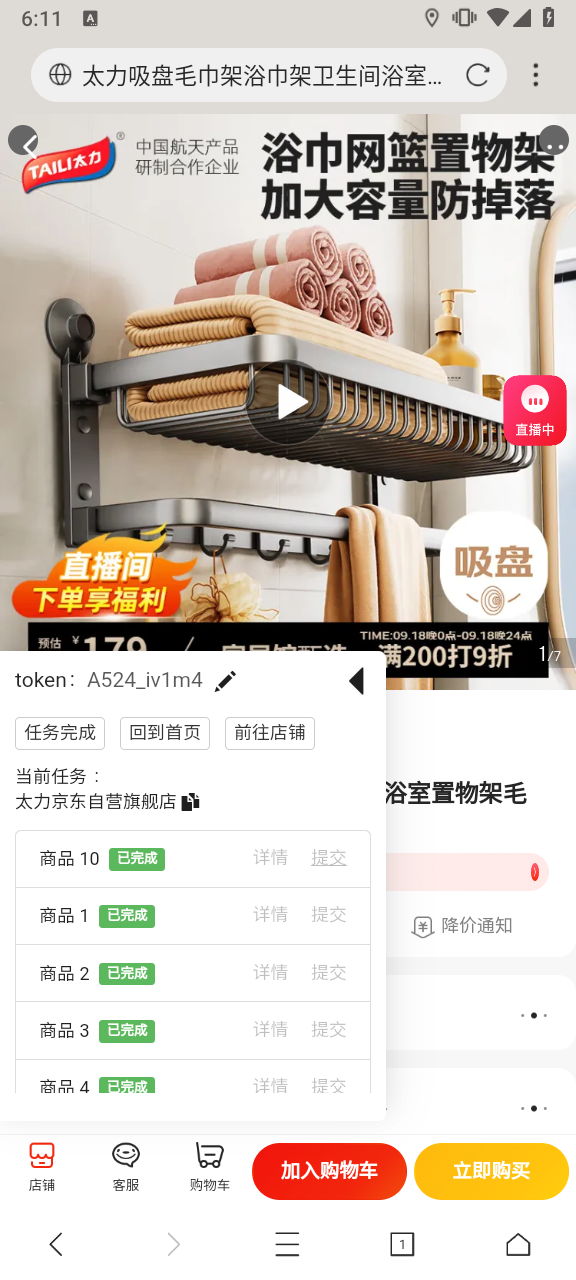 6:11
A
太力吸盘毛巾架浴巾架卫生间浴室...
TAILI太力®
中国航天产品
研制合作企业
浴巾网篮置物架
加大容量防掉落
直播中
直播间
下单享福利
吸盘
TIME:09.18晚0点-09.18晚24点
预估
¥179
满200打9折
1/7
token： A524_iv1m4
任务完成
回到首页
前往店铺
当前任务：
太力京东自营旗舰店
浴室置物架毛
商品 10 已完成 详情 提交
降价通知
商品 1 已完成 详情 提交
商品 2 已完成 详情 提交
商品 3 已完成 详情 提交
商品 4 已完成 详情 提交
店铺
客服
购物车
加入购物车
立即购买
1